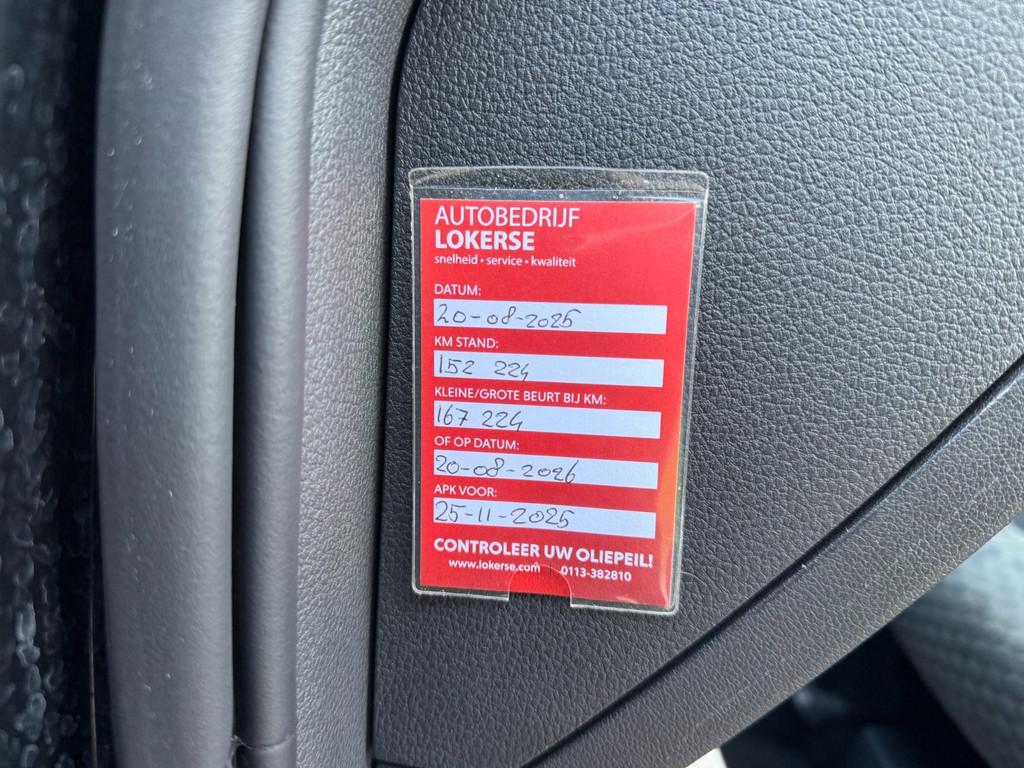 AUTOBEDRIJF
LOKERSE
snelheid • service • kwaliteit
DATUM:
20-08-2025
KM STAND:
152 224
KLEINE/GROTE BEURT BIJ KM:
167 224
OF OP DATUM:
20-08-2026
APK VOOR:
25-11-2025
CONTROLEER UW OLIEPEIL!
www.lokerse.com 0113-382810